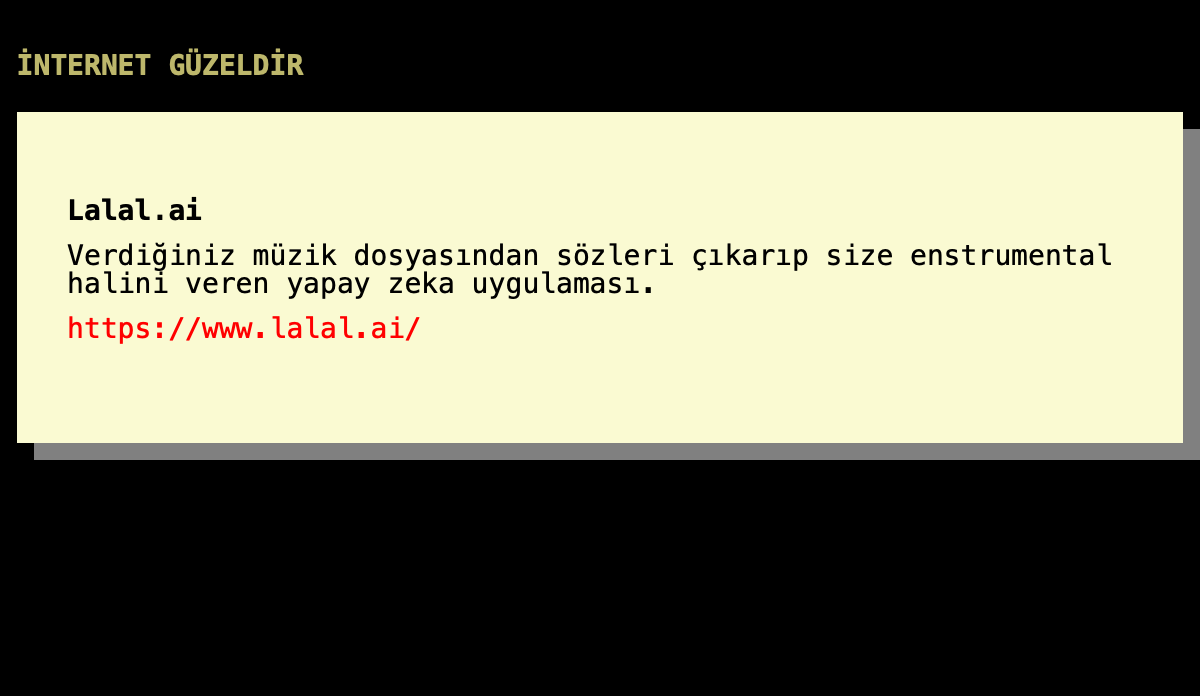 İNTERNET GÜZELDİR
Lalal.ai
Verdiğiniz müzik dosyasından sözleri çıkarıp size enstrumental
halini veren yapay zeka uygulaması.
https://www.lalal.ai/